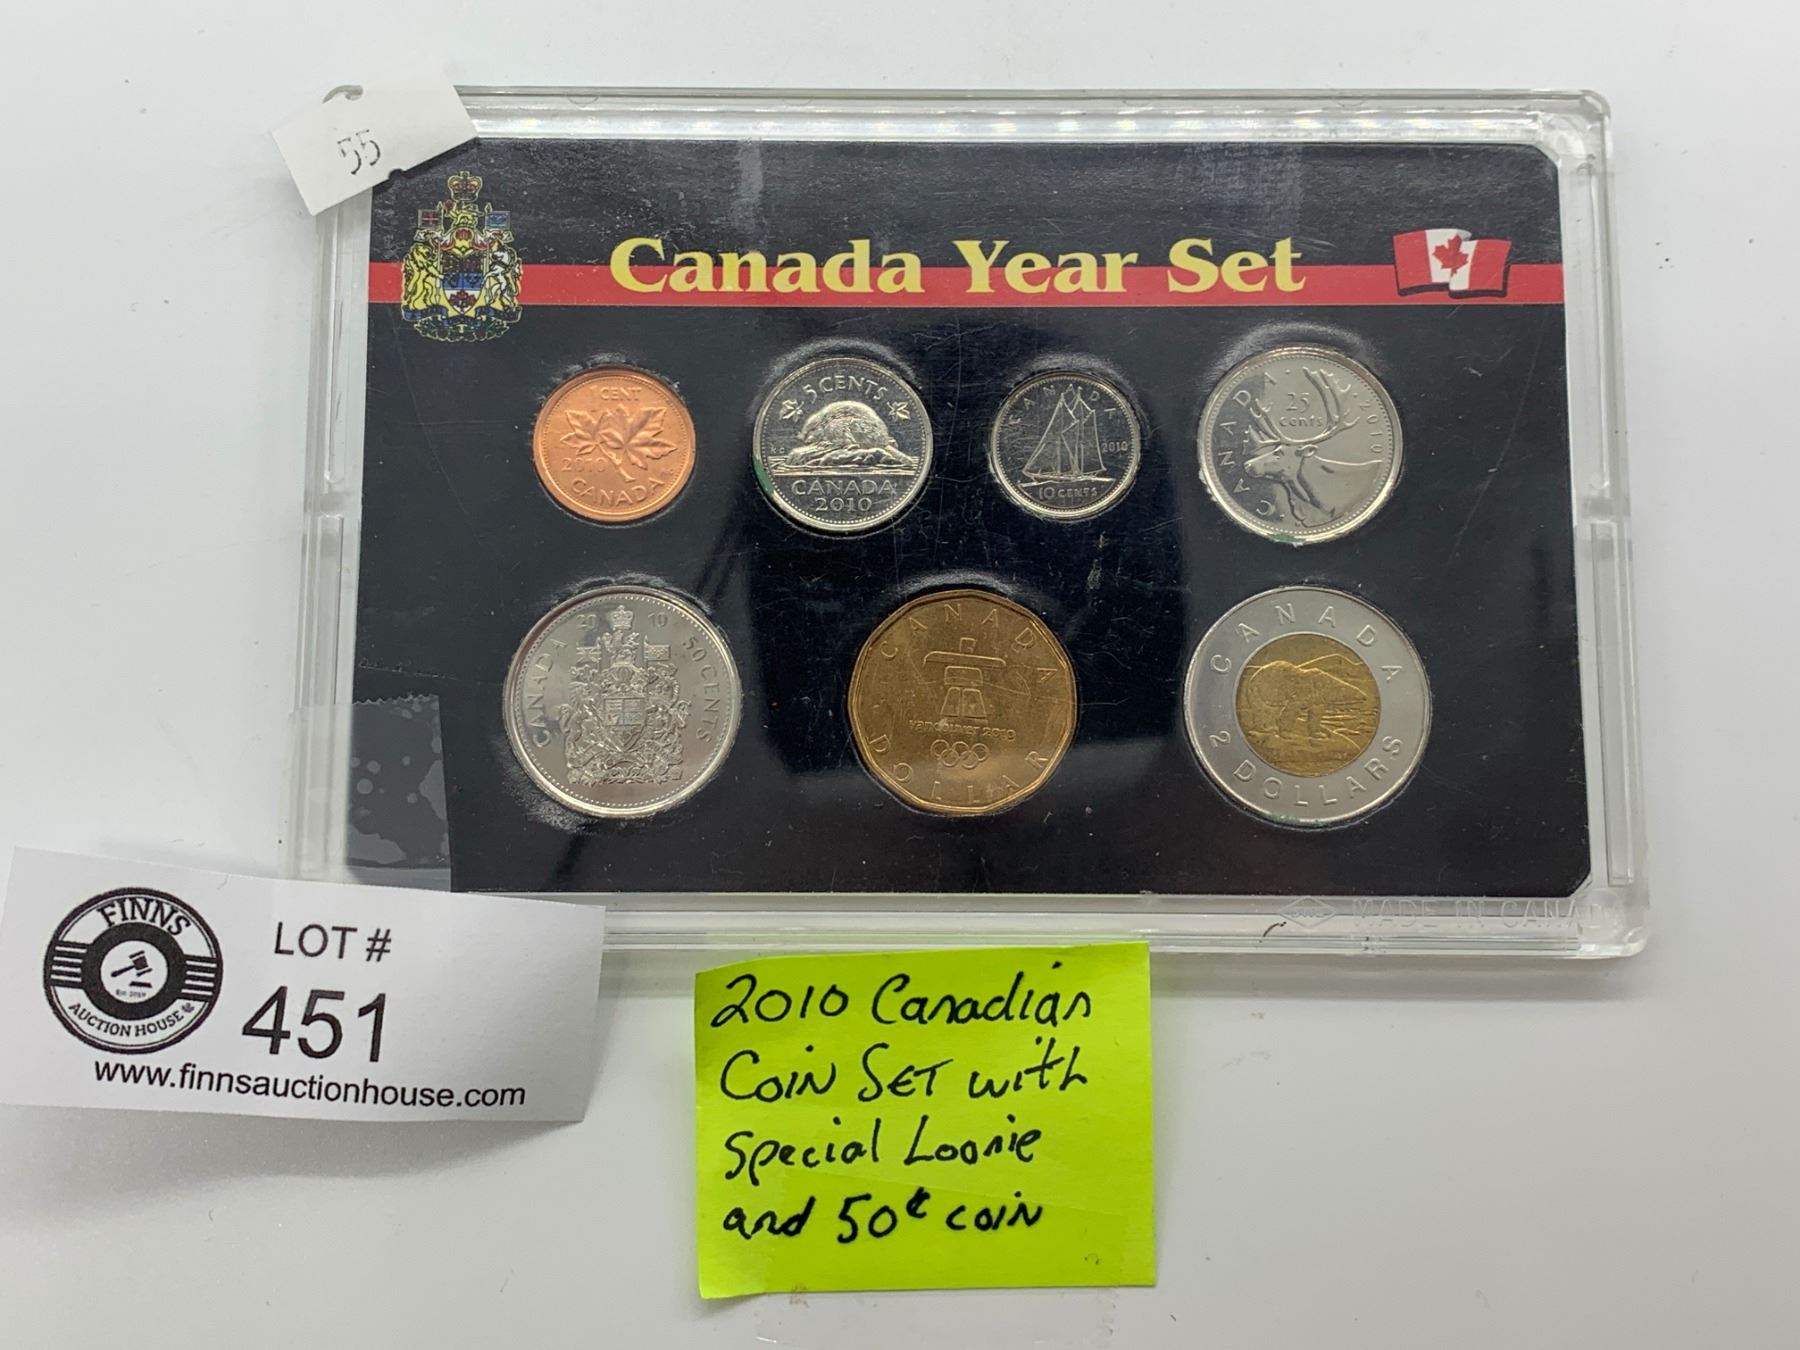 55
Canada Year Set
1 CENT
2010
CANADA
5 CENTS
CANADA
2010
CANADA
2010
10 CENTS
CANADA
25
cents
2010
2010
CANADA
50 CENTS
CANADA
vancouver 2010
DOLLAR
CANADA
2 DOLLARS
MADE IN CANADA
FINNS
AUCTION HOUSE
LOT #
451
www.finnsauctionhouse.com
2010 Canadian
Coin Set with
Special Loonie
and 50¢ coin